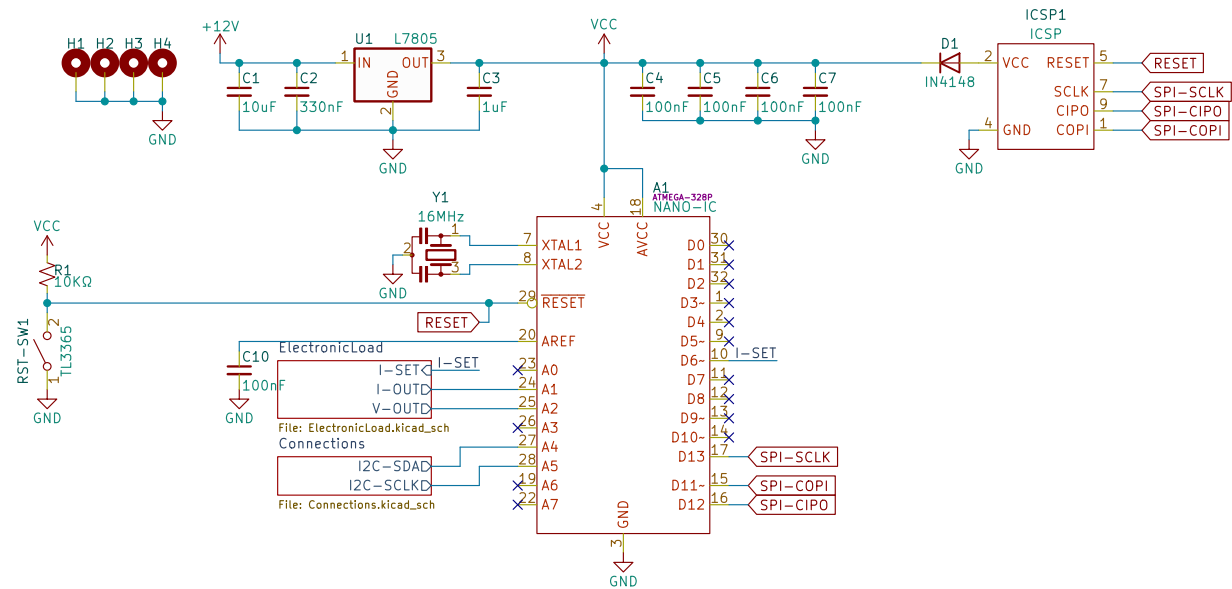 ICSP1
ICSP
+12V
VCC
H1 H2 H3 H4
U1 L7805
D1
1 IN OUT 3
GND
2
C1
10uF
C2
330nF
C3
1uF
C4
100nF
C5
100nF
C6
100nF
C7
100nF
IN4148
2 VCC RESET 5 RESET
SCLK 7 SPI-SCLK
CIPO 9 SPI-CIPO
4 GND COPI 1 SPI-COPI
GND
GND
GND
GND
A1
ATMEGA-328P
NANO-IC
Y1
16MHz
1
2
3
GND
VCC
R1
10KΩ
RST-SW1
TL3365
2
1
GND
4 VCC
18 AVCC
7 XTAL1
8 XTAL2
29 RESET
RESET
20 AREF
C10
100nF
GND
23 A0
24 A1
25 A2
26 A3
27 A4
28 A5
19 A6
22 A7
ElectronicLoad
I-SET I-SET
I-OUT
V-OUT
File: ElectronicLoad.kicad_sch
Connections
I2C-SDA
I2C-SCLK
File: Connections.kicad_sch
D0 30
D1 31
D2 32
D3~ 1
D4 2
D5~ 9
D6~ 10 I-SET
D7 11
D8 12
D9~ 13
D10~ 14
D13 17 SPI-SCLK
D11~ 15 SPI-COPI
D12 16 SPI-CIPO
GND
3
GND